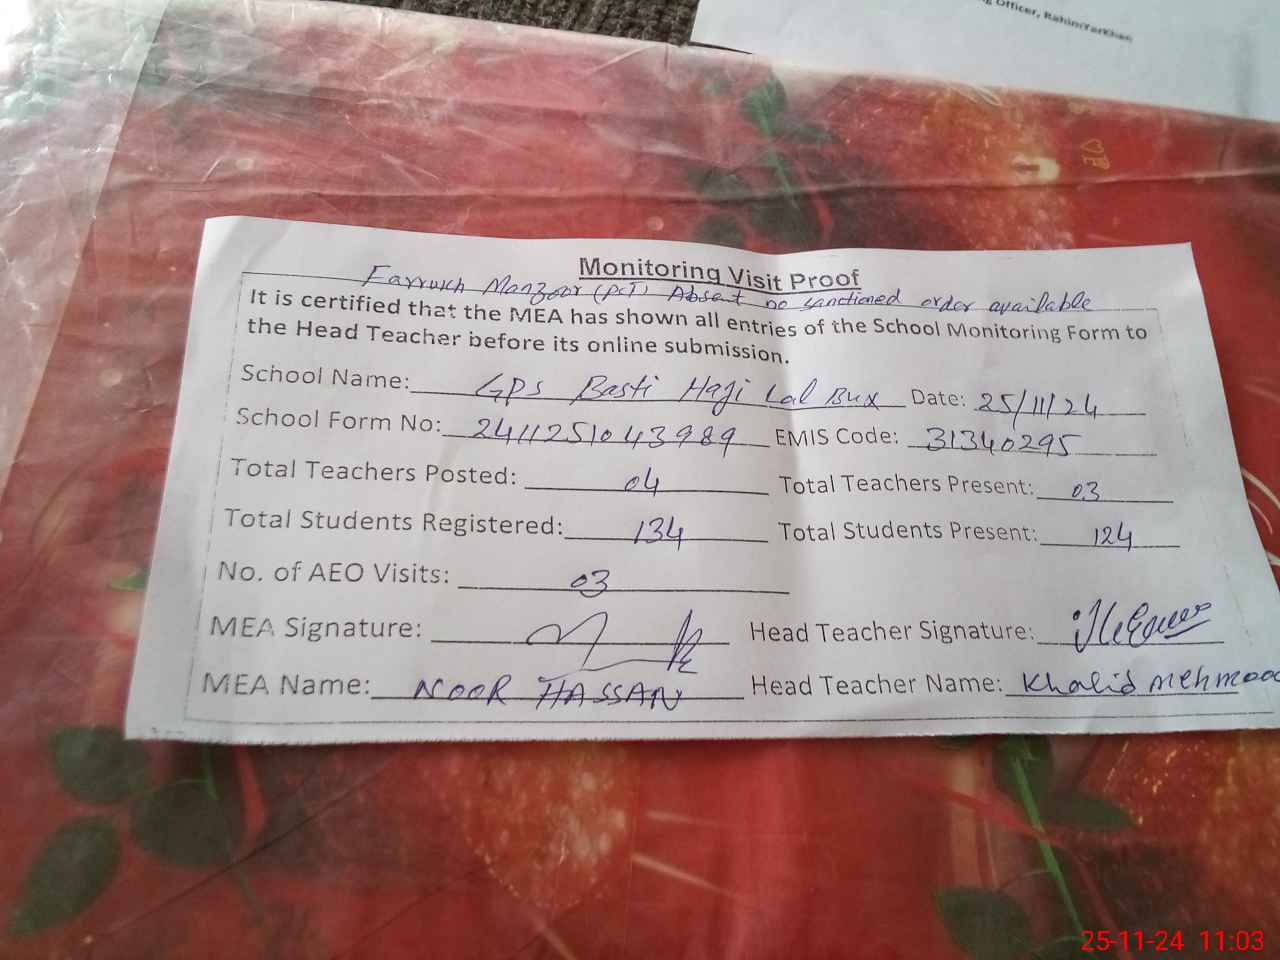 g Officer, RahimYarKhan
Monitoring Visit Proof
Farrukh Manzoor (PST) Absent no sanctioned order available
It is certified that the MEA has shown all entries of the School Monitoring Form to
the Head Teacher before its online submission.
School Name: GPS Basti Haji Lal Bux Date: 25/11/24
School Form No: 2411251043989 EMIS Code: 31340295
Total Teachers Posted: 04 Total Teachers Present: 03
Total Students Registered: 134 Total Students Present: 124
No. of AEO Visits: 03
MEA Signature: Head Teacher Signature:
MEA Name: NOOR HASSAN Head Teacher Name: Khalid Mehmood
25-11-24 11:03